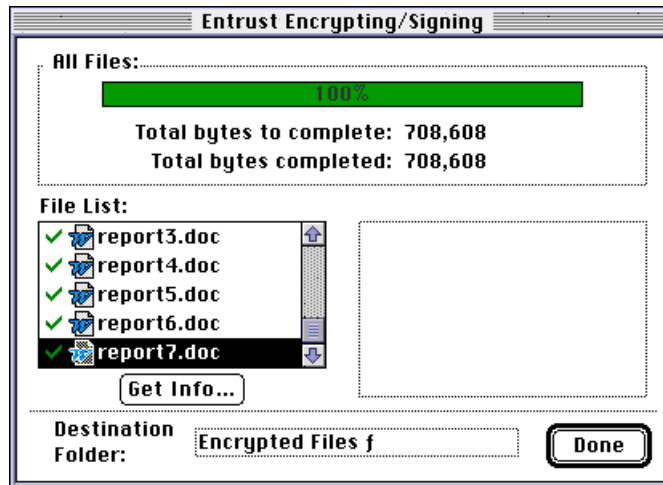 Entrust Encrypting/Signing
All Files:
100%
Total bytes to complete: 708,608
Total bytes completed: 708,608
File List:
report3.doc
report4.doc
report5.doc
report6.doc
report7.doc
Get Info...
Destination
Folder:
Encrypted Files ƒ
Done